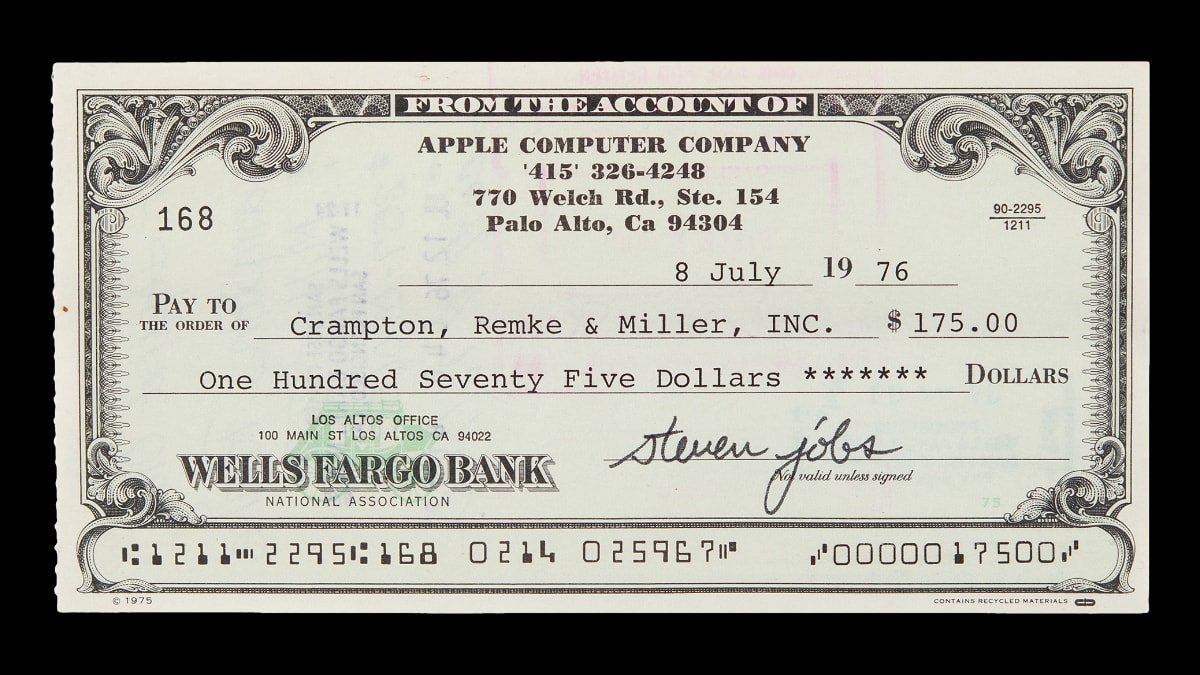 FROM THE ACCOUNT OF
APPLE COMPUTER COMPANY
'415' 326-4248
770 Welch Rd., Ste. 154
Palo Alto, Ca 94304
168
90-2295
1211
8 July 19 76
PAY TO
THE ORDER OF Crampton, Remke & Miller, INC. $ 175.00
One Hundred Seventy Five Dollars ******* DOLLARS
LOS ALTOS OFFICE
100 MAIN ST LOS ALTOS CA 94022
WELLS FARGO BANK
NATIONAL ASSOCIATION
steven jobs
Not valid unless signed
75
⑆1211⑉2295⑆168 0214 025967⑈ ⑇0000017500⑇
© 1975
CONTAINS RECYCLED MATERIALS